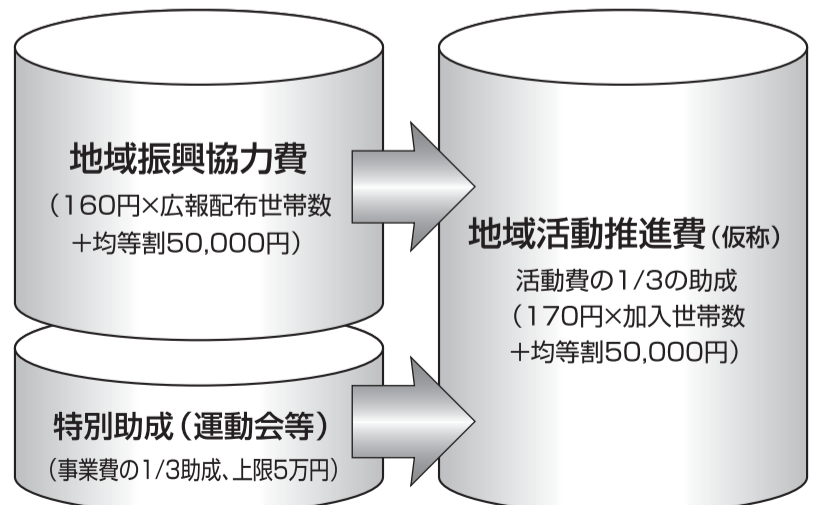 地域振興協力費
（160円×広報配布世帯数
＋均等割50,000円）
特別助成（運動会等）
（事業費の1/3助成、上限5万円）
地域活動推進費（仮称）
活動費の1/3の助成
（170円×加入世帯数
＋均等割50,000円）